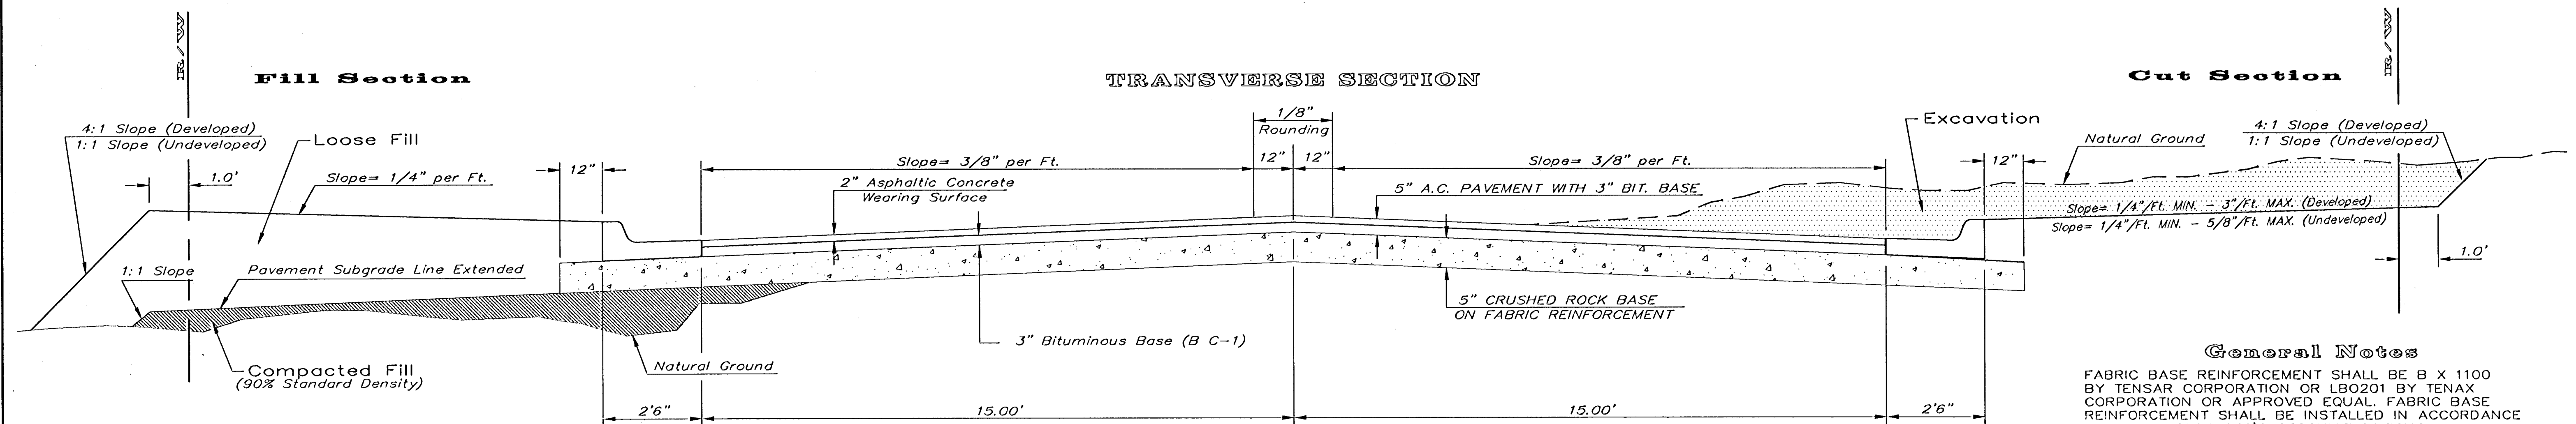 R/W
R/W
Fill Section
TRANSVERSE SECTION
Cut Section
4:1 Slope (Developed)
1:1 Slope (Undeveloped)
Loose Fill
1.0'
Slope= 1/4" per Ft.
12"
Slope= 3/8" per Ft.
1/8"
Rounding
12"
12"
Slope= 3/8" per Ft.
Excavation
Natural Ground
12"
4:1 Slope (Developed)
1:1 Slope (Undeveloped)
2" Asphaltic Concrete
Wearing Surface
5" A.C. PAVEMENT WITH 3" BIT. BASE
Slope= 1/4"/Ft. MIN. - 3"/Ft. MAX. (Developed)
Slope= 1/4"/Ft. MIN. - 5/8"/Ft. MAX. (Undeveloped)
1.0'
1:1 Slope
Pavement Subgrade Line Extended
5" CRUSHED ROCK BASE
ON FABRIC REINFORCEMENT
3" Bituminous Base (B C-1)
Compacted Fill
(90% Standard Density)
Natural Ground
2'6"
15.00'
15.00'
2'6"
General Notes
FABRIC BASE REINFORCEMENT SHALL BE B X 1100
BY TENSAR CORPORATION OR LBO201 BY TENAX
CORPORATION OR APPROVED EQUAL. FABRIC BASE
REINFORCEMENT SHALL BE INSTALLED IN ACCORDANCE